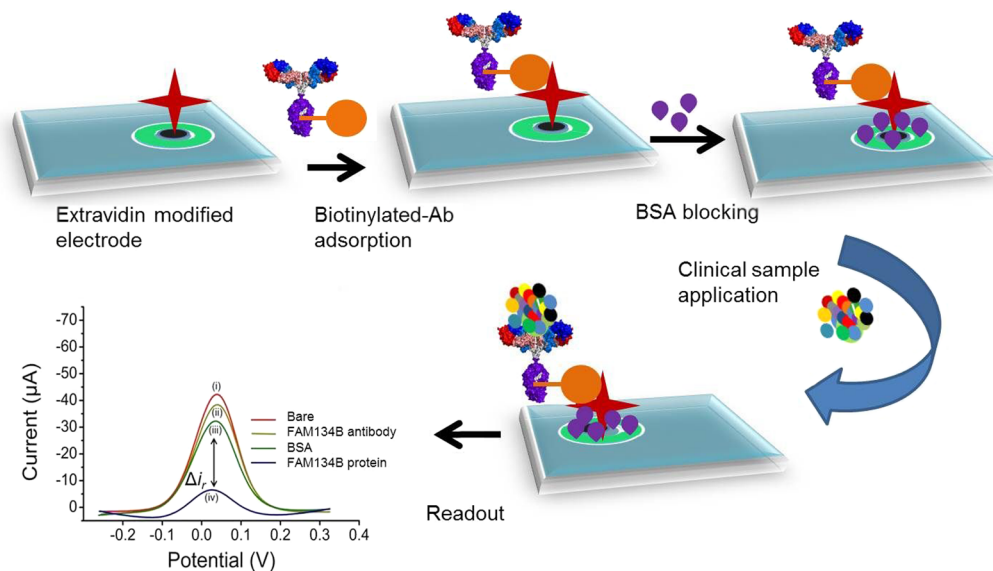 Extravidin modified
electrode
Biotinylated-Ab
adsorption
BSA blocking
Clinical sample
application
Readout
Current (µA)
-70
-60
-50
-40
-30
-20
-10
0
-0.2
-0.1
0.0
0.1
0.2
0.3
0.4
Potential (V)
(i)
(ii)
(iii)
(iv)
Δiᵣ
Bare
FAM134B antibody
BSA
FAM134B protein